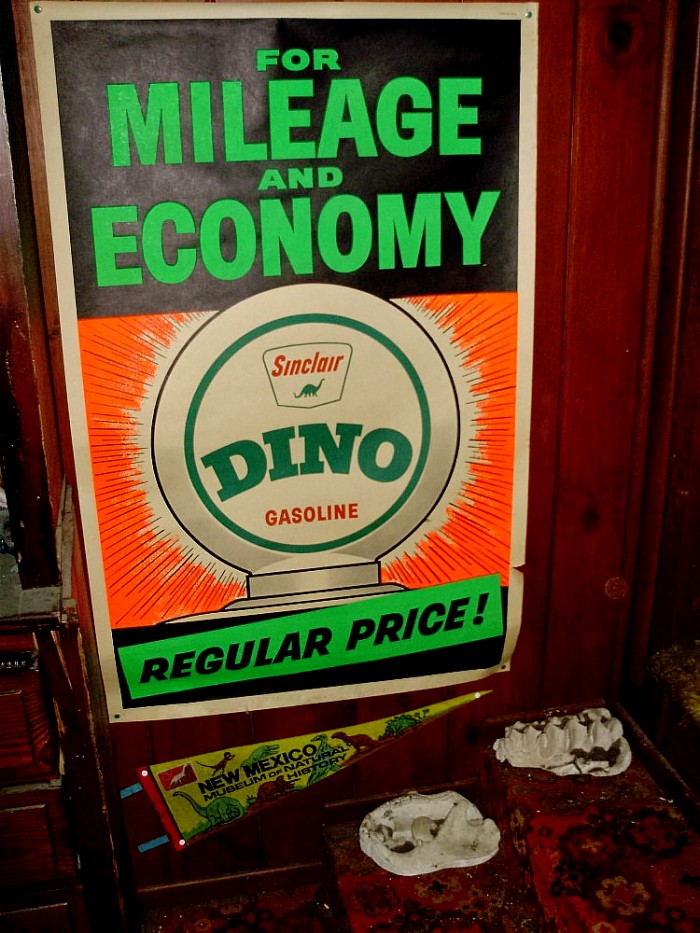 FOR
MILEAGE
AND
ECONOMY
Sinclair
DINO
GASOLINE
REGULAR PRICE!
NEW MEXICO
MUSEUM OF NATURAL
HISTORY